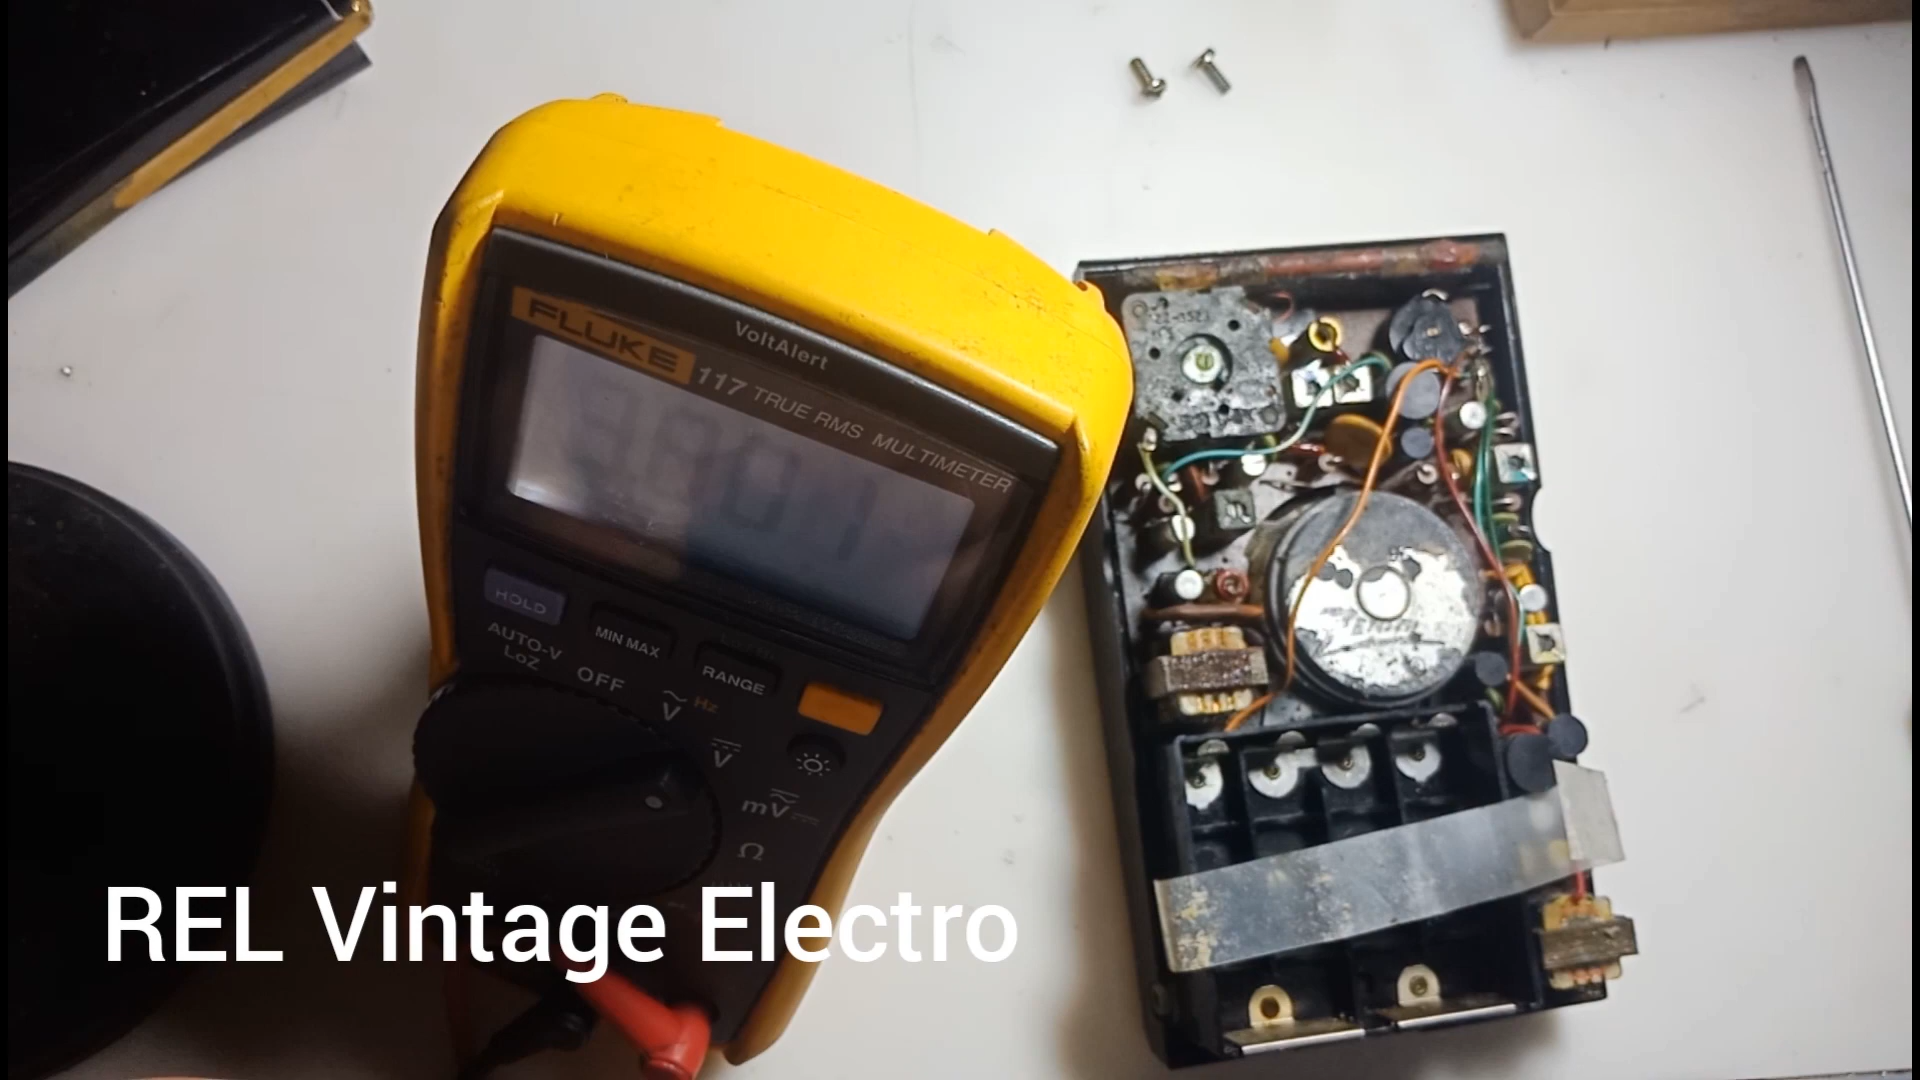 VoltAlert
FLUKE 117 TRUE RMS MULTIMETER
HOLD
MIN MAX
RANGE
AUTO-V
LoZ
OFF
Hz
V
V
mV
Ω
REL Vintage Electro